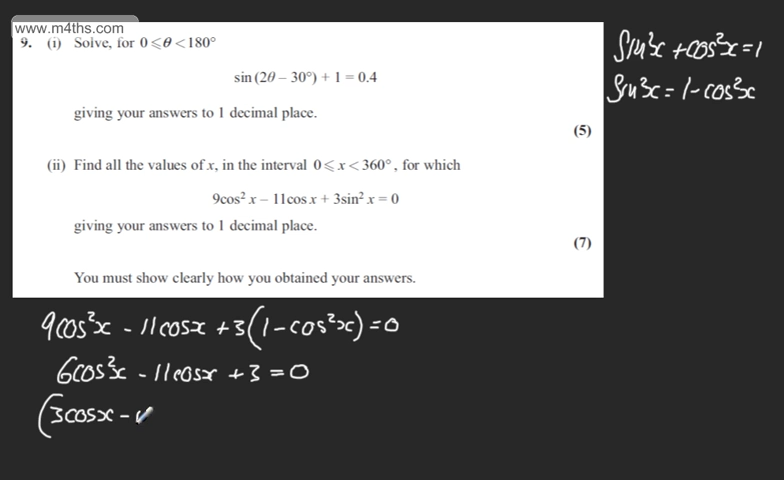 www.m4ths.com
9. (i) Solve, for 0 ⩽ θ < 180°
sin (2θ – 30°) + 1 = 0.4
giving your answers to 1 decimal place.
(5)
(ii) Find all the values of x, in the interval 0 ⩽ x < 360°, for which
9cos² x – 11cos x + 3sin² x = 0
giving your answers to 1 decimal place.
(7)
You must show clearly how you obtained your answers.
sin²x + cos²x = 1
sin²x = 1 - cos²x
9cos²x - 11cosx + 3(1 - cos²x) = 0
6cos²x - 11cosx + 3 = 0
(3cosx -